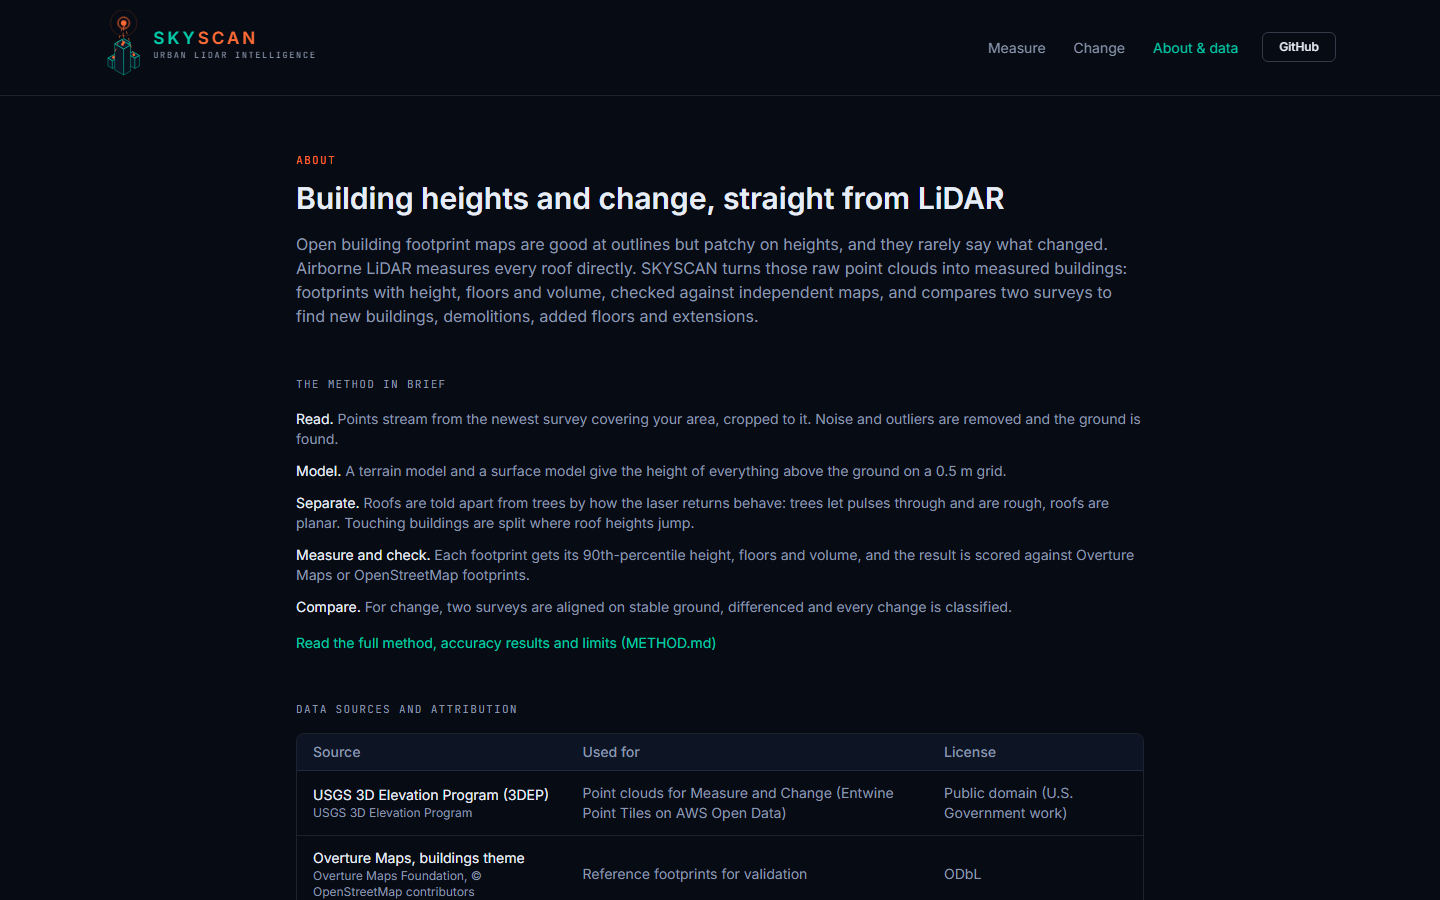 SKYSCAN
URBAN LIDAR INTELLIGENCE
Measure
Change
About & data
GitHub
ABOUT
Building heights and change, straight from LiDAR
Open building footprint maps are good at outlines but patchy on heights, and they rarely say what changed.
Airborne LiDAR measures every roof directly. SKYSCAN turns those raw point clouds into measured buildings:
footprints with height, floors and volume, checked against independent maps, and compares two surveys to
find new buildings, demolitions, added floors and extensions.
THE METHOD IN BRIEF
Read. Points stream from the newest survey covering your area, cropped to it. Noise and outliers are removed and the ground is
found.
Model. A terrain model and a surface model give the height of everything above the ground on a 0.5 m grid.
Separate. Roofs are told apart from trees by how the laser returns behave: trees let pulses through and are rough, roofs are
planar. Touching buildings are split where roof heights jump.
Measure and check. Each footprint gets its 90th-percentile height, floors and volume, and the result is scored against Overture
Maps or OpenStreetMap footprints.
Compare. For change, two surveys are aligned on stable ground, differenced and every change is classified.
Read the full method, accuracy results and limits (METHOD.md)
DATA SOURCES AND ATTRIBUTION
Source
Used for
License
USGS 3D Elevation Program (3DEP)
USGS 3D Elevation Program
Point clouds for Measure and Change (Entwine
Point Tiles on AWS Open Data)
Public domain (U.S.
Government work)
Overture Maps, buildings theme
Overture Maps Foundation, ©
OpenStreetMap contributors
Reference footprints for validation
ODbL